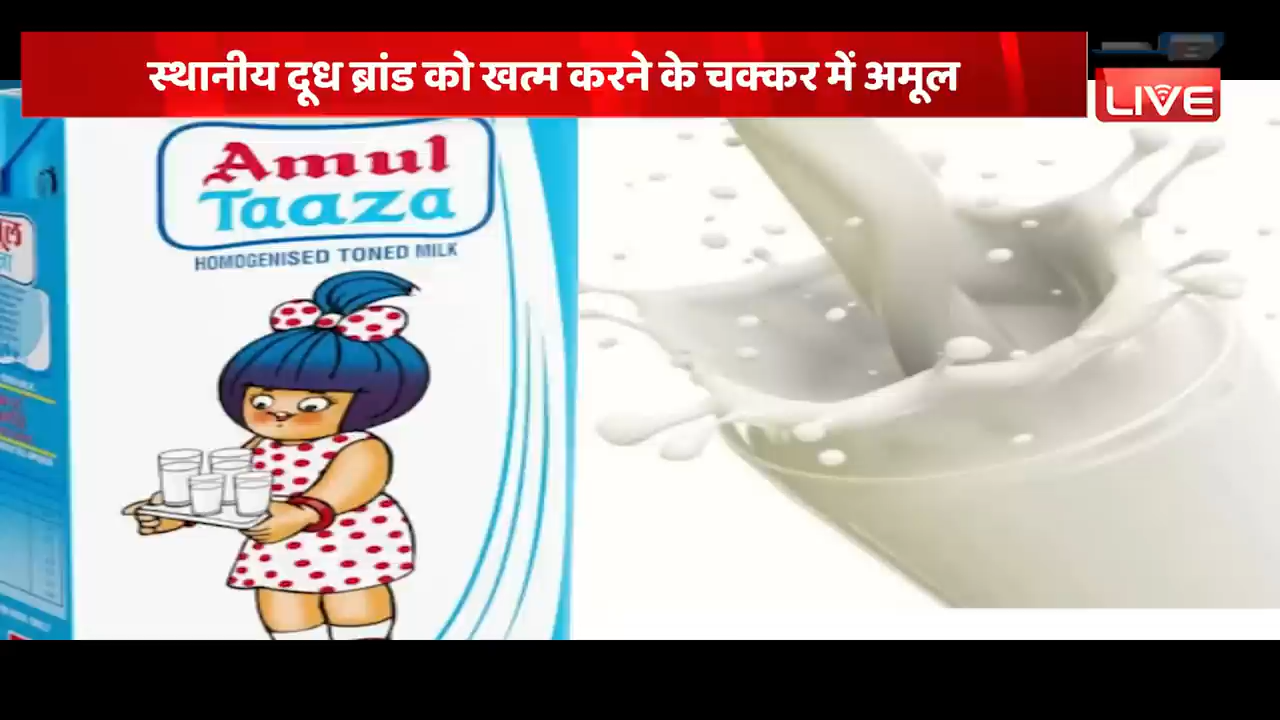 स्थानीय दूध ब्रांड को खत्म करने के चक्कर में अमूल
LIVE
Amul
Taaza
HOMOGENISED TONED MILK